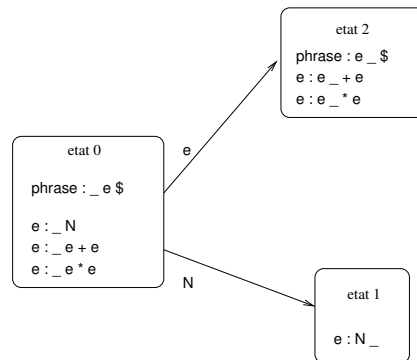 etat 2
phrase : e _ $
e : e _ + e
e : e _ * e
etat 0
phrase : _ e $
e : _ N
e : _ e + e
e : _ e * e
e
N
etat 1
e : N _